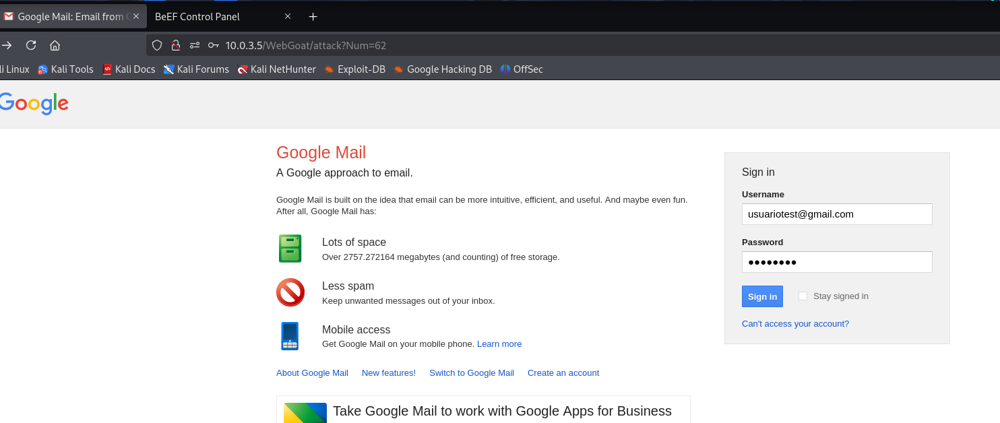 Google Mail: Email from G
BeEF Control Panel
10.0.3.5/WebGoat/attack?Num=62
li Linux Kali Tools Kali Docs Kali Forums Kali NetHunter Exploit-DB Google Hacking DB OffSec
Google
Google Mail
A Google approach to email.
Google Mail is built on the idea that email can be more intuitive, efficient, and useful. And maybe even fun.
After all, Google Mail has:
Lots of space
Over 2757.272164 megabytes (and counting) of free storage.
Less spam
Keep unwanted messages out of your inbox.
Mobile access
Get Google Mail on your mobile phone. Learn more
About Google Mail New features! Switch to Google Mail Create an account
Take Google Mail to work with Google Apps for Business
Sign in
Username
usuariotest@gmail.com
Password
●●●●●●●●
Sign in Stay signed in
Can't access your account?